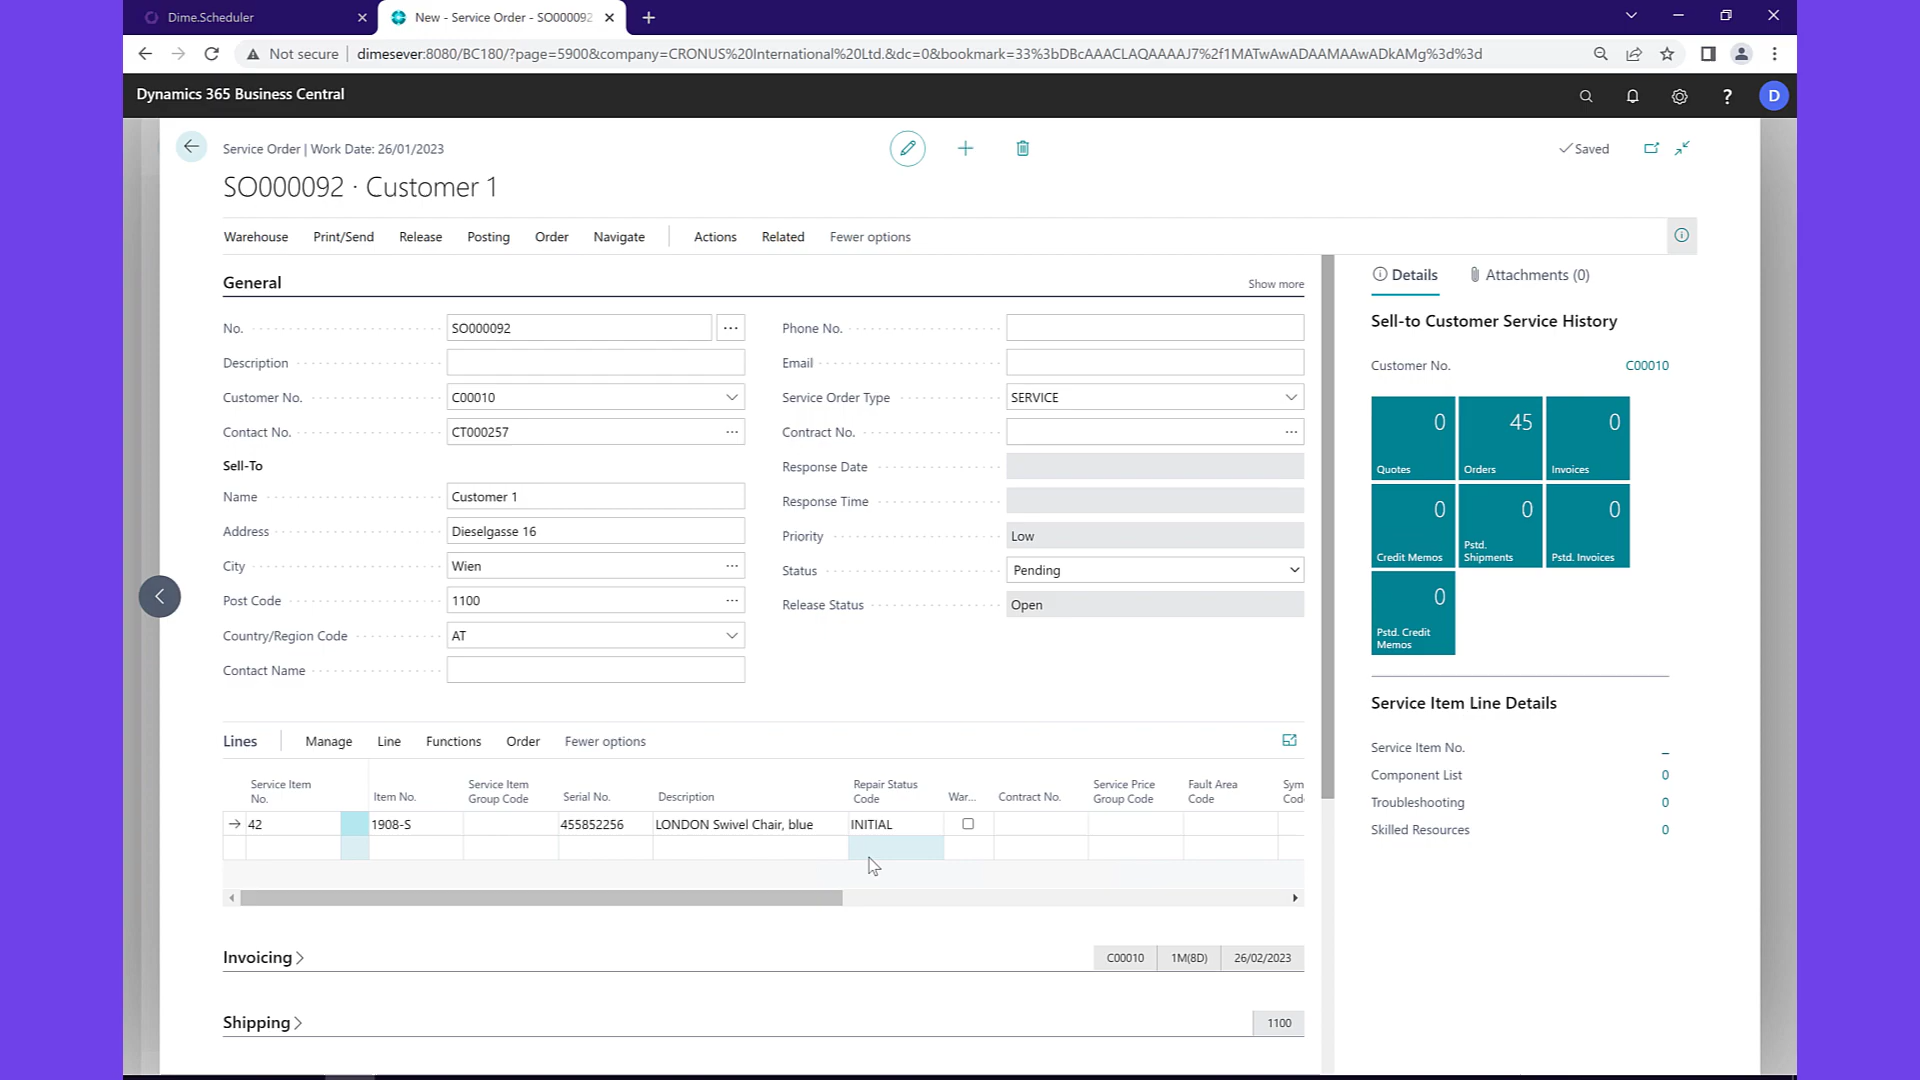 Dime.Scheduler
New - Service Order - SO000092
Not secure
dimesever:8080/BC180/?page=5900&company=CRONUS%20International%20Ltd.&dc=0&bookmark=33%3bDBcAAACLAQAAAAJ7%2f1MATwAwADAAMAAwADkAMg%3d%3d
Dynamics 365 Business Central
?
D
Service Order | Work Date: 26/01/2023
Saved
SO000092 · Customer 1
Warehouse Print/Send Release Posting Order Navigate Actions Related Fewer options
General
Show more
No. SO000092
Description
Customer No. C00010
Contact No. CT000257
Sell-To
Name Customer 1
Address Dieselgasse 16
City Wien
Post Code 1100
Country/Region Code AT
Contact Name
Phone No.
Email
Service Order Type SERVICE
Contract No.
Response Date
Response Time
Priority Low
Status Pending
Release Status Open
Lines Manage Line Functions Order Fewer options
Service Item No. Item No. Service Item Group Code Serial No. Description Repair Status Code War... Contract No. Service Price Group Code Fault Area Code Sym Cod
42 1908-S 455852256 LONDON Swivel Chair, blue INITIAL
Invoicing C00010 1M(8D) 26/02/2023
Shipping 1100
Details Attachments (0)
Sell-to Customer Service History
Customer No. C00010
0 Quotes
45 Orders
0 Invoices
0 Credit Memos
0 Pstd. Shipments
0 Pstd. Invoices
0 Pstd. Credit Memos
Service Item Line Details
Service Item No. _
Component List 0
Troubleshooting 0
Skilled Resources 0